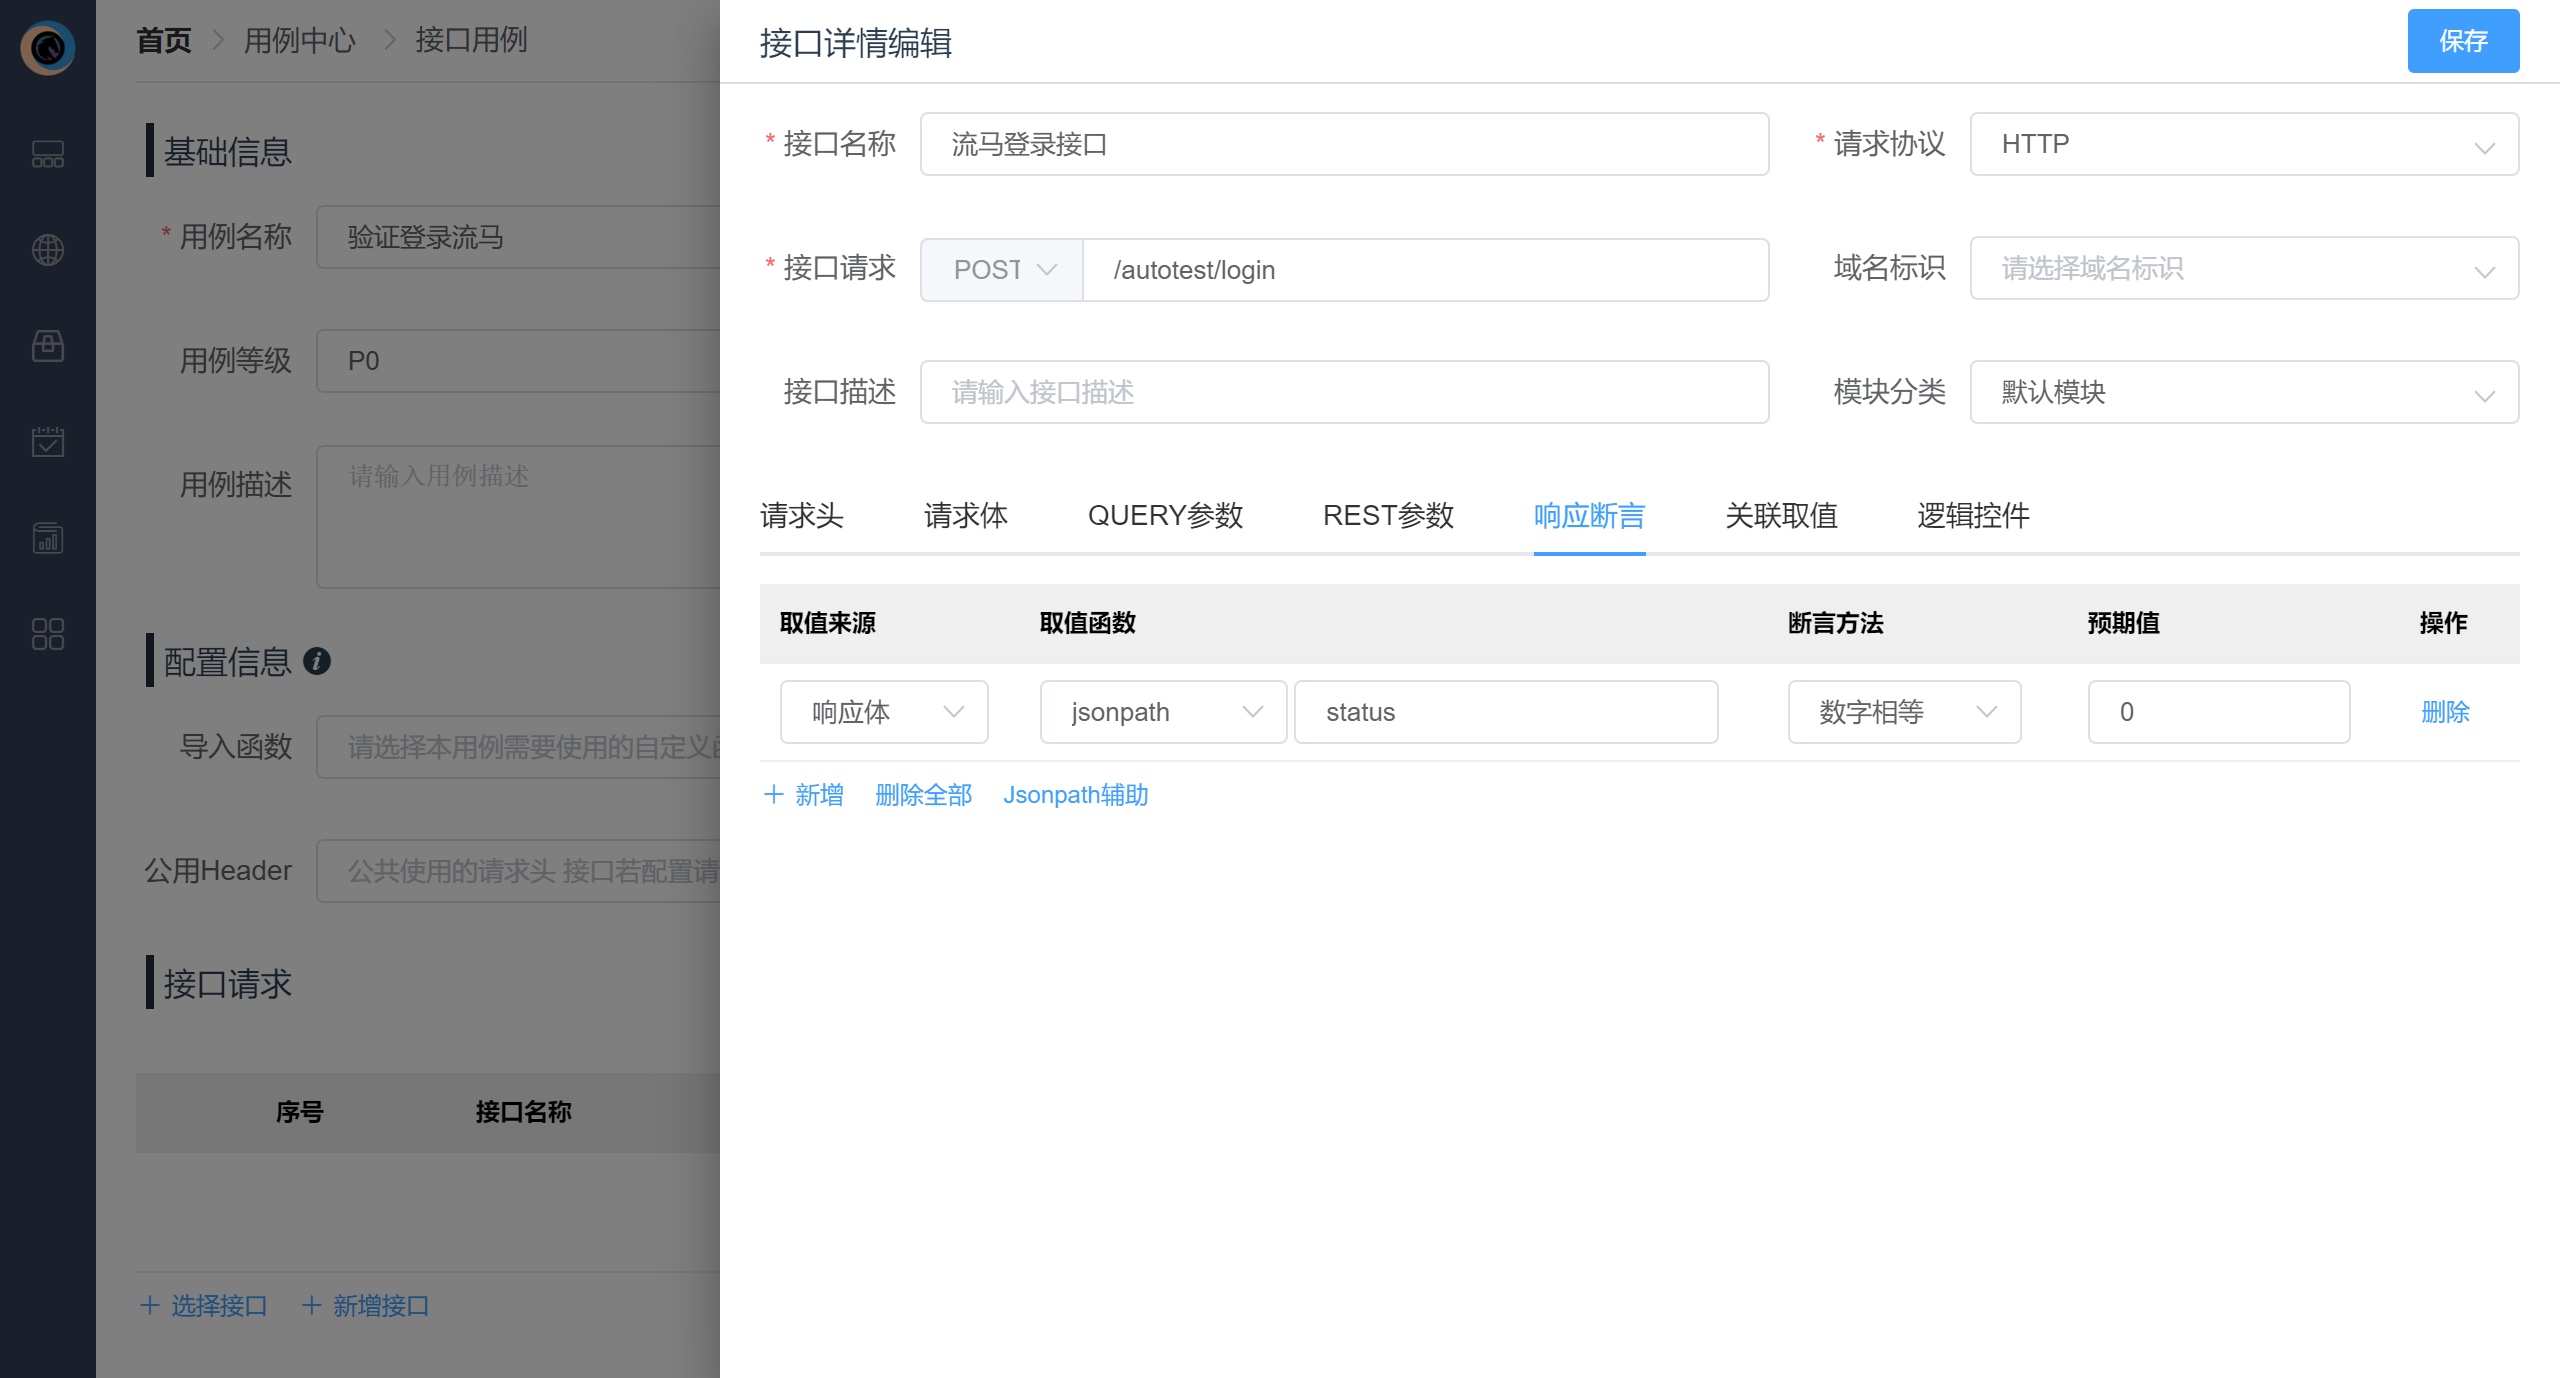 首页 > 用例中心 > 接口用例
基础信息
* 用例名称 验证登录流马
用例等级 P0
用例描述 请输入用例描述
配置信息
导入函数 请选择本用例需要使用的自定义
公用Header 公共使用的请求头 接口若配置请
接口请求
序号 接口名称
+ 选择接口 + 新增接口
接口详情编辑 保存
* 接口名称 流马登录接口 * 请求协议 HTTP
* 接口请求 POST /autotest/login 域名标识 请选择域名标识
接口描述 请输入接口描述 模块分类 默认模块
请求头 请求体 QUERY参数 REST参数 响应断言 关联取值 逻辑控件
取值来源 取值函数 断言方法 预期值 操作
响应体 jsonpath status 数字相等 0 删除
+ 新增 删除全部 Jsonpath辅助